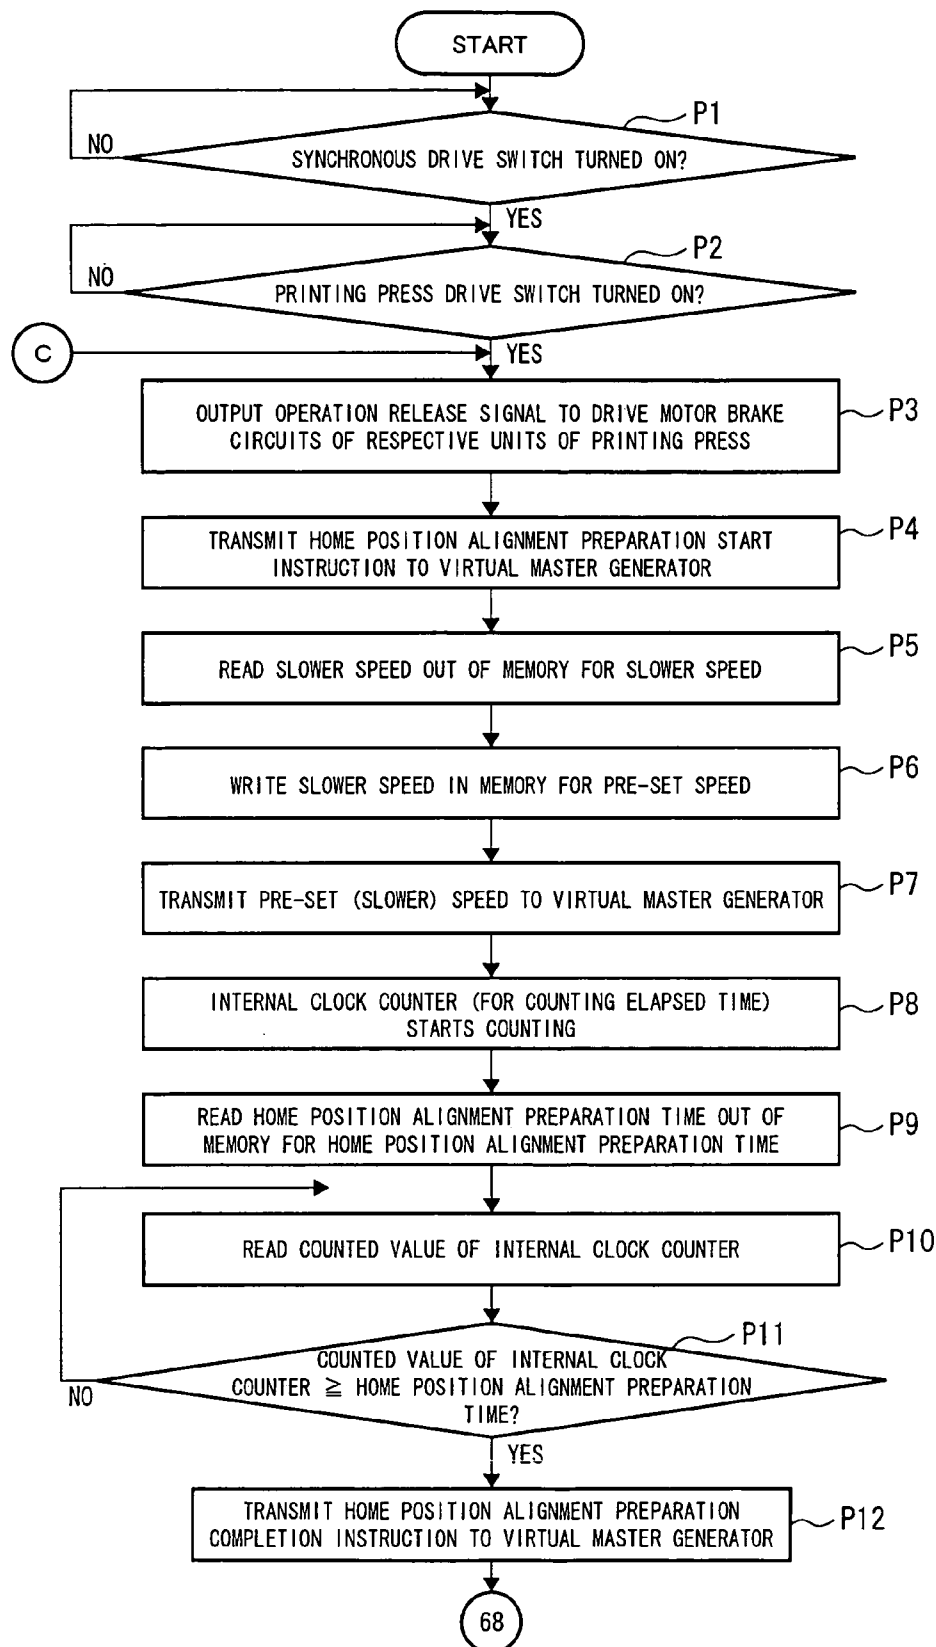 START
P1
NO
SYNCHRONOUS DRIVE SWITCH TURNED ON?
YES
P2
NO
PRINTING PRESS DRIVE SWITCH TURNED ON?
C
YES
OUTPUT OPERATION RELEASE SIGNAL TO DRIVE MOTOR BRAKE
CIRCUITS OF RESPECTIVE UNITS OF PRINTING PRESS
P3
TRANSMIT HOME POSITION ALIGNMENT PREPARATION START
INSTRUCTION TO VIRTUAL MASTER GENERATOR
P4
READ SLOWER SPEED OUT OF MEMORY FOR SLOWER SPEED
P5
WRITE SLOWER SPEED IN MEMORY FOR PRE-SET SPEED
P6
TRANSMIT PRE-SET (SLOWER) SPEED TO VIRTUAL MASTER GENERATOR
P7
INTERNAL CLOCK COUNTER (FOR COUNTING ELAPSED TIME)
STARTS COUNTING
P8
READ HOME POSITION ALIGNMENT PREPARATION TIME OUT OF
MEMORY FOR HOME POSITION ALIGNMENT PREPARATION TIME
P9
READ COUNTED VALUE OF INTERNAL CLOCK COUNTER
P10
P11
COUNTED VALUE OF INTERNAL CLOCK
COUNTER ≧ HOME POSITION ALIGNMENT PREPARATION
TIME?
NO
YES
TRANSMIT HOME POSITION ALIGNMENT PREPARATION
COMPLETION INSTRUCTION TO VIRTUAL MASTER GENERATOR
P12
68